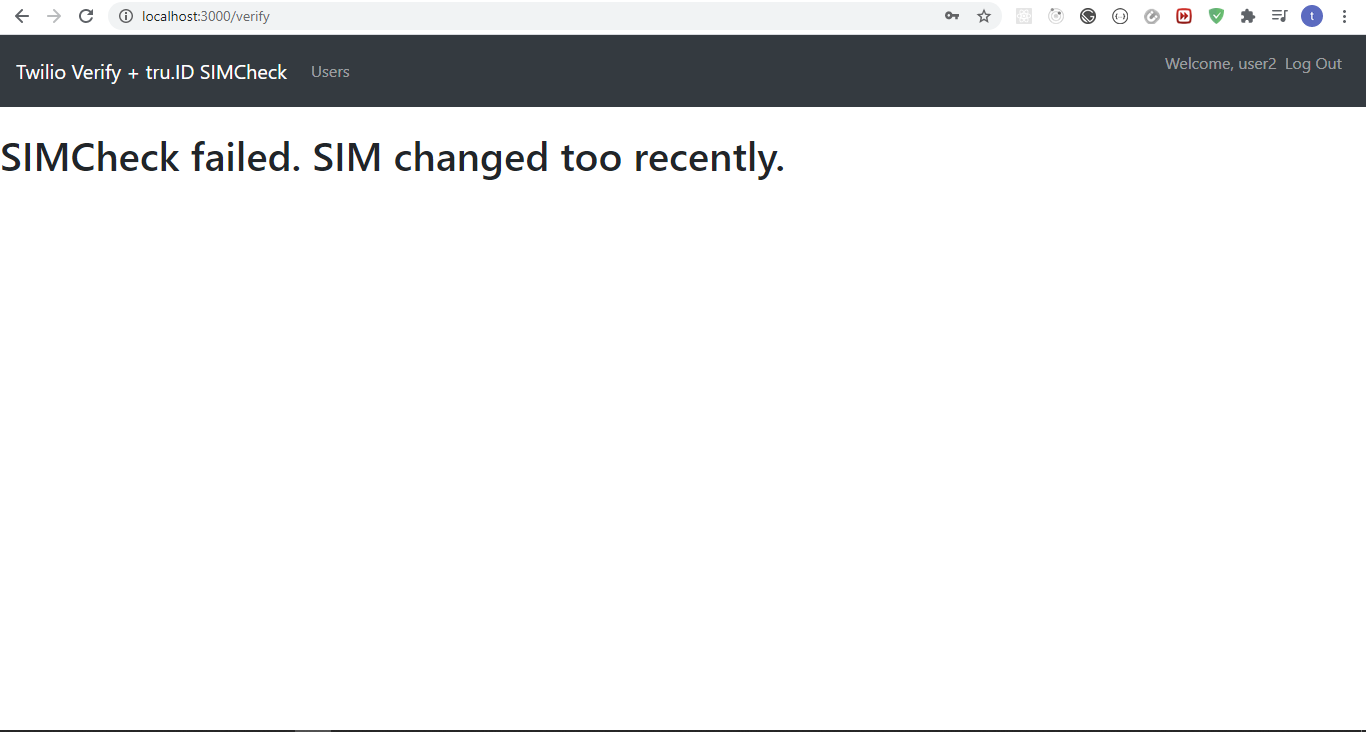 localhost:3000/verify
t
Twilio Verify + tru.ID SIMCheck Users Welcome, user2 Log Out
SIMCheck failed. SIM changed too recently.